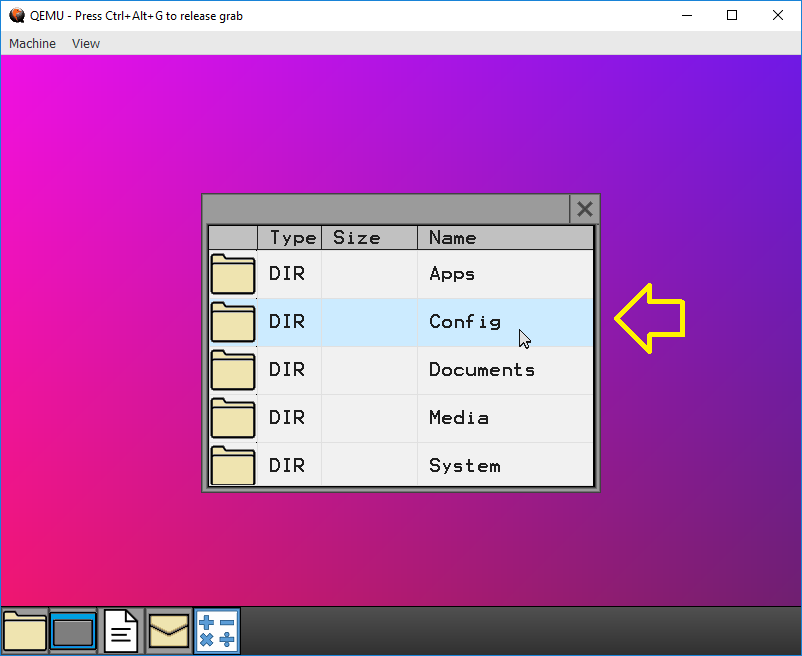 QEMU - Press Ctrl+Alt+G to release grab
Machine View
Type Size Name
DIR Apps
DIR Config
DIR Documents
DIR Media
DIR System